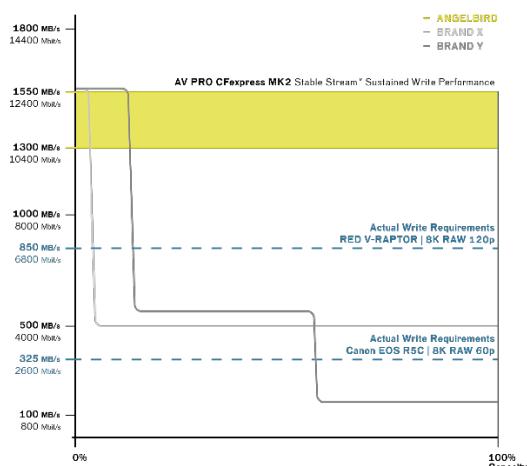 ANGELBIRD
BRAND X
BRAND Y
1800 MB/s
14400 Mbit/s
AV PRO CFexpress MK2 Stable Stream™ Sustained Write Performance
1550 MB/s
12400 Mbit/s
1300 MB/s
10400 Mbit/s
1000 MB/s
8000 Mbit/s
Actual Write Requirements
RED V-RAPTOR | 8K RAW 120p
850 MB/s
6800 Mbit/s
500 MB/s
4000 Mbit/s
Actual Write Requirements
Canon EOS R5C | 8K RAW 60p
325 MB/s
2600 Mbit/s
100 MB/s
800 Mbit/s
0%
100%
Capacity